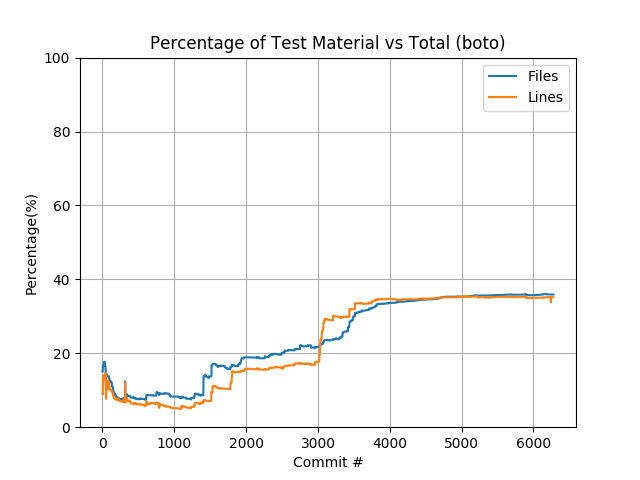 Percentage of Test Material vs Total (boto)
Files
Lines
Percentage(%)
100
80
60
40
20
0
0 1000 2000 3000 4000 5000 6000
Commit #